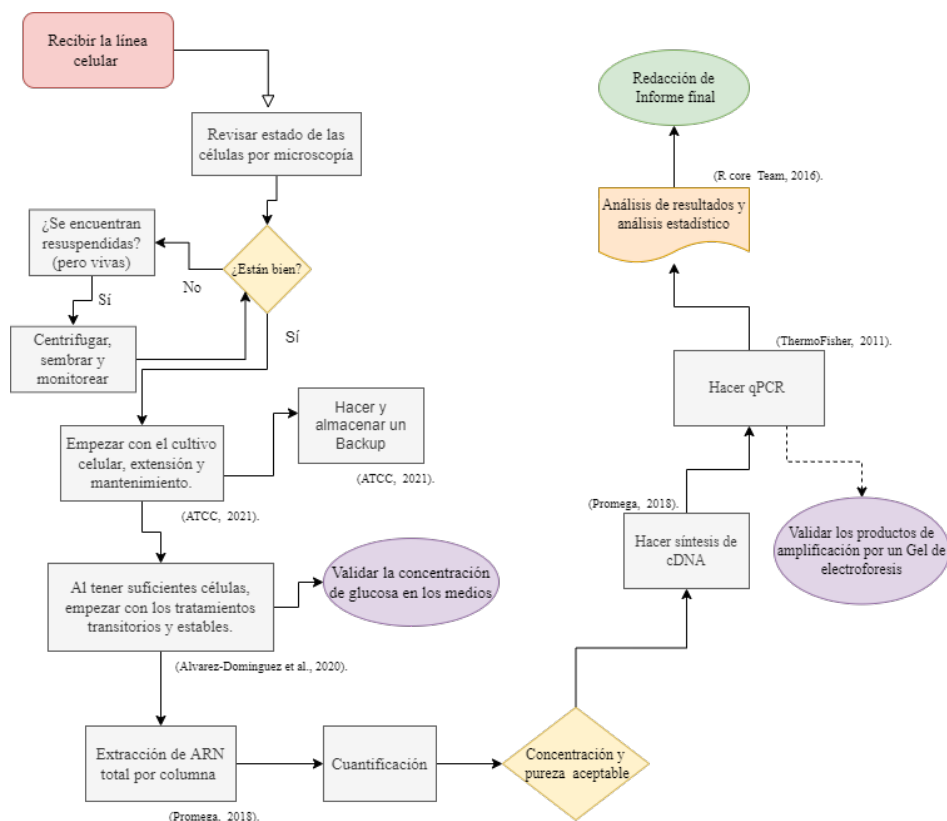 Recibir la línea
celular
Revisar estado de las
células por microscopía
¿Están bien?
No
¿Se encuentran
resuspendidas?
(pero vivas)
Sí
Centrifugar,
sembrar y
monitorear
Sí
Empezar con el cultivo
celular, extensión y
mantenimiento.
(ATCC, 2021).
Hacer y
almacenar un
Backup
(ATCC, 2021).
Al tener suficientes células,
empezar con los tratamientos
transitorios y estables.
(Alvarez-Dominguez et al., 2020).
Validar la concentración
de glucosa en los medios
Extracción de ARN
total por columna
(Promega, 2018).
Cuantificación
Concentración y
pureza aceptable
Hacer síntesis de
cDNA
(Promega, 2018).
Hacer qPCR
(ThermoFisher, 2011).
Validar los productos de
amplificación por un Gel de
electroforesis
Análisis de resultados y
análisis estadístico
(R core Team, 2016).
Redacción de
Informe final